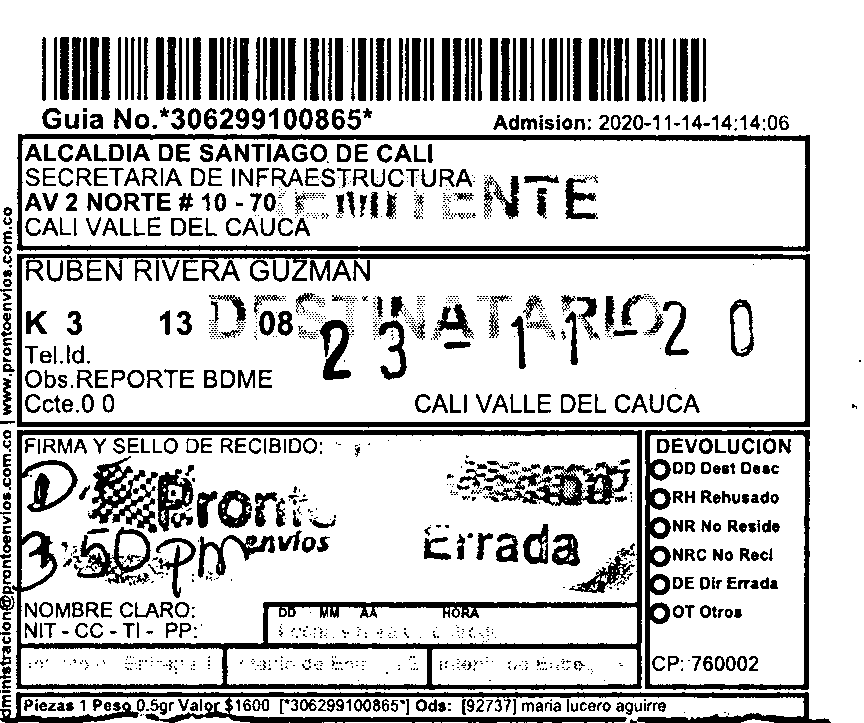 Guia No.*306299100865*
Admision: 2020-11-14-14:14:06
ALCALDIA DE SANTIAGO DE CALI
SECRETARIA DE INFRAESTRUCTURA
AV 2 NORTE # 10 - 70
REMITENTE
CALI VALLE DEL CAUCA
RUBEN RIVERA GUZMAN
DESTINATARIO
K 3 13 08
23-11-20
Tel.Id.
Obs.REPORTE BDME
Ccte.0 0
CALI VALLE DEL CAUCA
www.prontoenvios.com.co
FIRMA Y SELLO DE RECIBIDO:
Pronto
envíos
Errada
3:50 pm
NOMBRE CLARO:
NIT - CC - TI - PP:
DD MM AA HORA
DEVOLUCION
DD Dest Desc
RH Rehusado
NR No Reside
NRC No Recl
DE Dir Errada
OT Otros
CP: 760002
dministracion@prontoenvios.com.co
Piezas 1 Peso 0.5gr Valor $1600 [*306299100865*] Ods: [92737] maria lucero aguirre